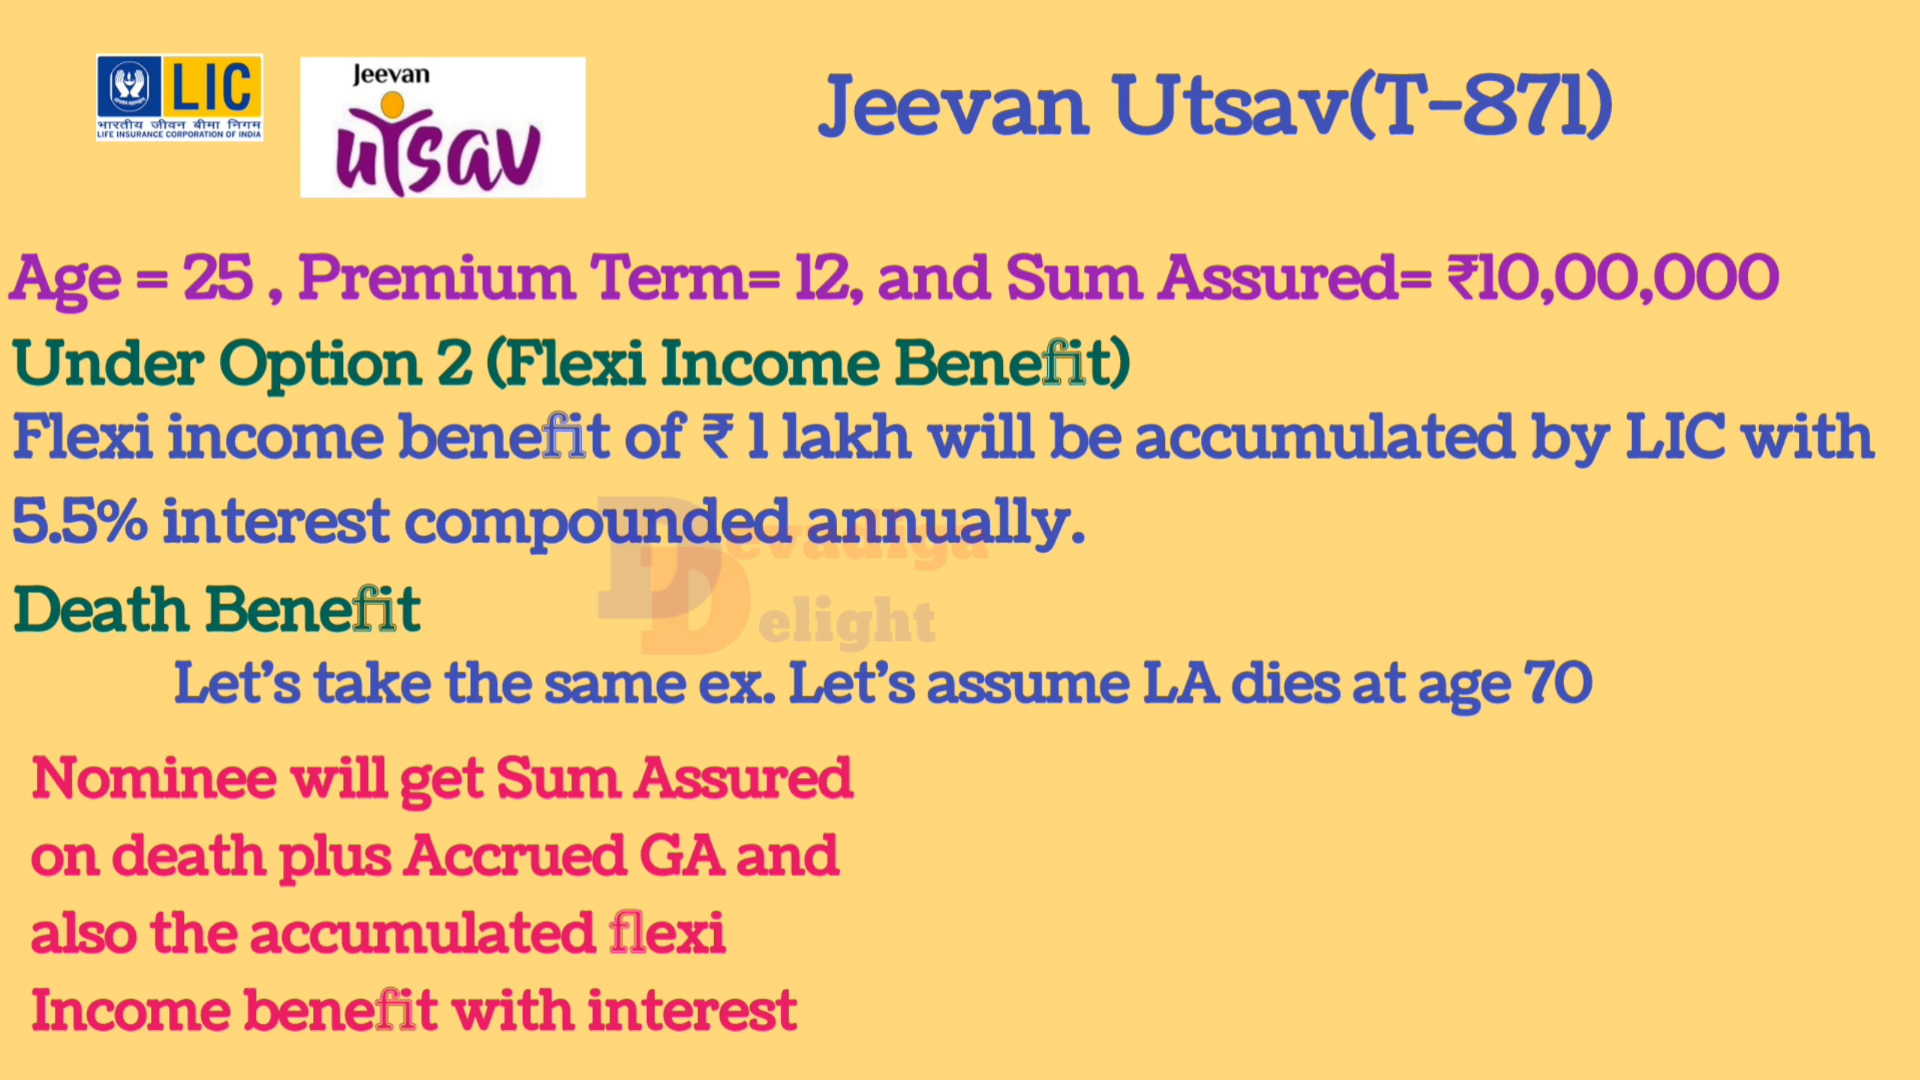 LIC
भारतीय जीवन बीमा निगम
LIFE INSURANCE CORPORATION OF INDIA
Jeevan
utsav
Jeevan Utsav(T-871)
Age = 25 , Premium Term= 12, and Sum Assured= ₹10,00,000
Under Option 2 (Flexi Income Benefit)
Flexi income benefit of ₹ 1 lakh will be accumulated by LIC with
5.5% interest compounded annually.
Devadiga
Delight
Death Benefit
Let's take the same ex. Let's assume LA dies at age 70
Nominee will get Sum Assured
on death plus Accrued GA and
also the accumulated flexi
Income benefit with interest